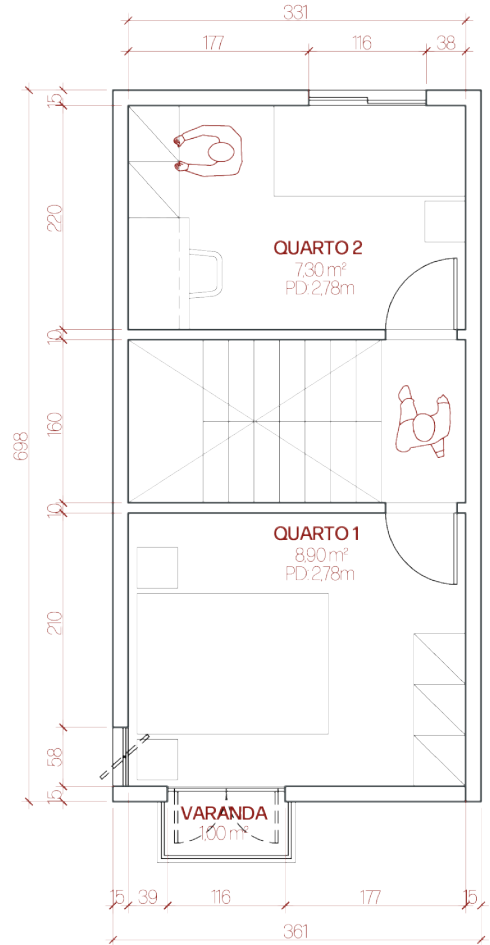 331
177 116 38
15
220
QUARTO 2
7,30 m²
PD: 2,78m
10
160
698
10
QUARTO 1
8,90 m²
PD: 2,78m
210
58
15
VARANDA
1,00 m²
15 39 116 177 15
361